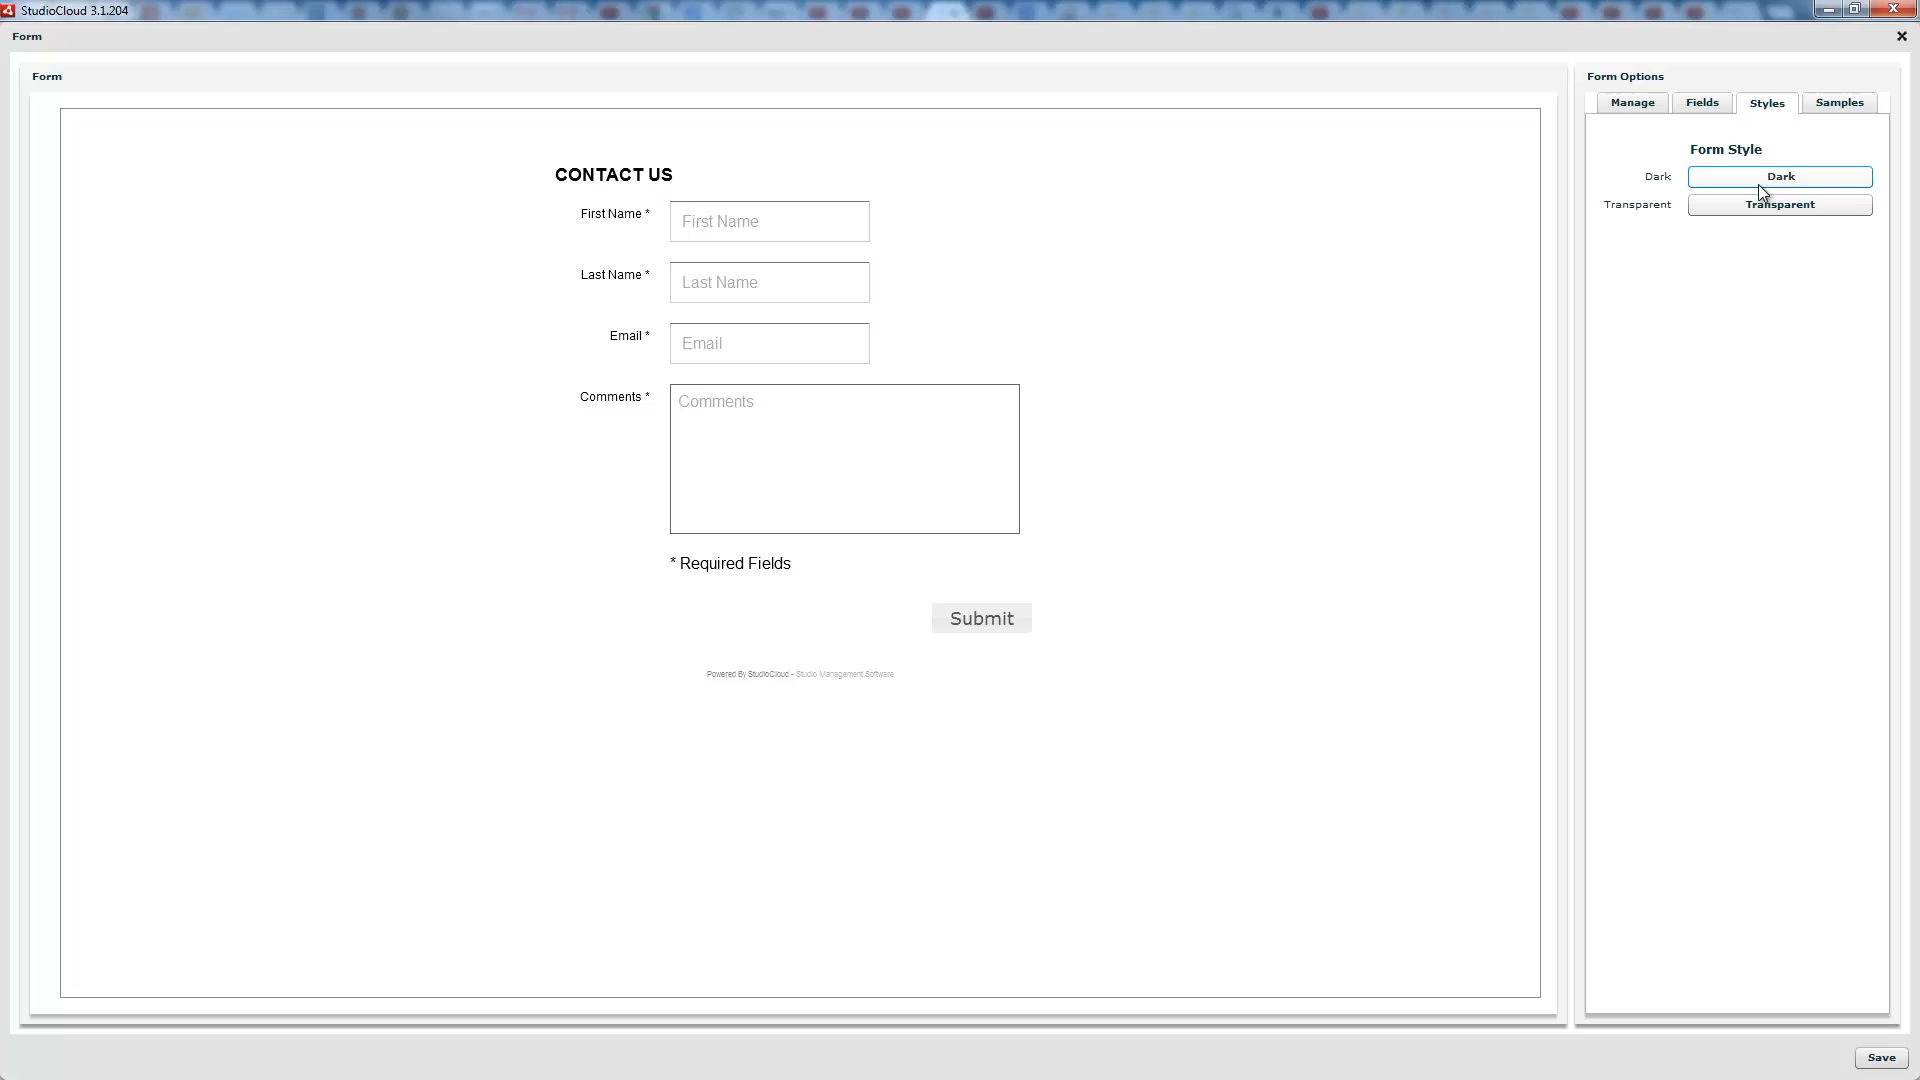 StudioCloud 3.1.204
Form
Form
CONTACT US
First Name *
First Name
Last Name *
Last Name
Email *
Email
Comments *
Comments
* Required Fields
Submit
Powered By StudioCloud - Studio Management Software
Form Options
Manage Fields Styles Samples
Form Style
Dark Dark
Transparent Transparent
Save